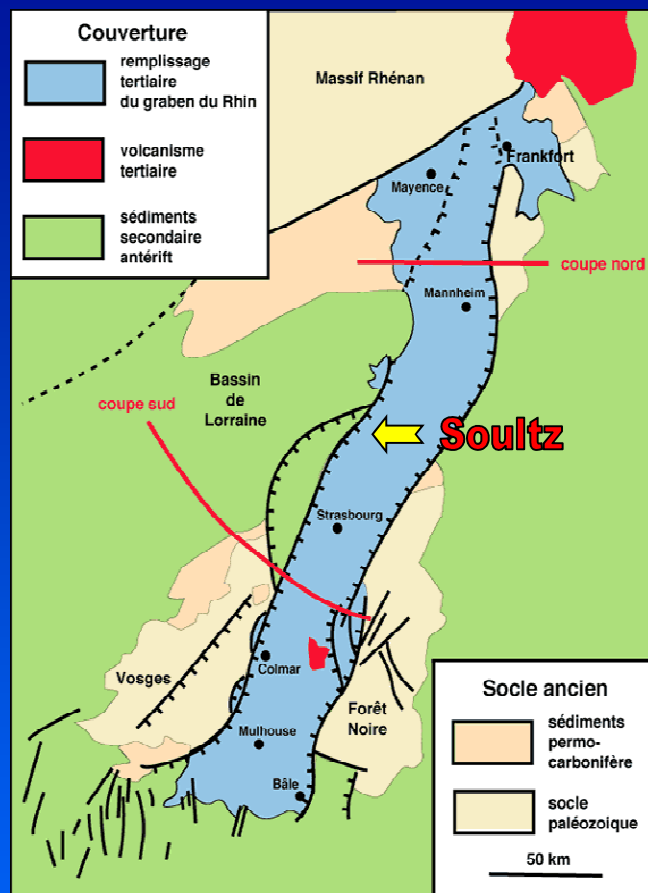 Couverture
remplissage
tertiaire
du graben du Rhin
volcanisme
tertiaire
sédiments
secondaire
antérift
Massif Rhénan
Frankfort
Mayence
coupe nord
Mannheim
Bassin
de
Lorraine
coupe sud
Soultz
Strasbourg
Colmar
Vosges
Forêt
Noire
Mulhouse
Bâle
Socle ancien
sédiments
permo-
carbonifère
socle
paléozoique
50 km